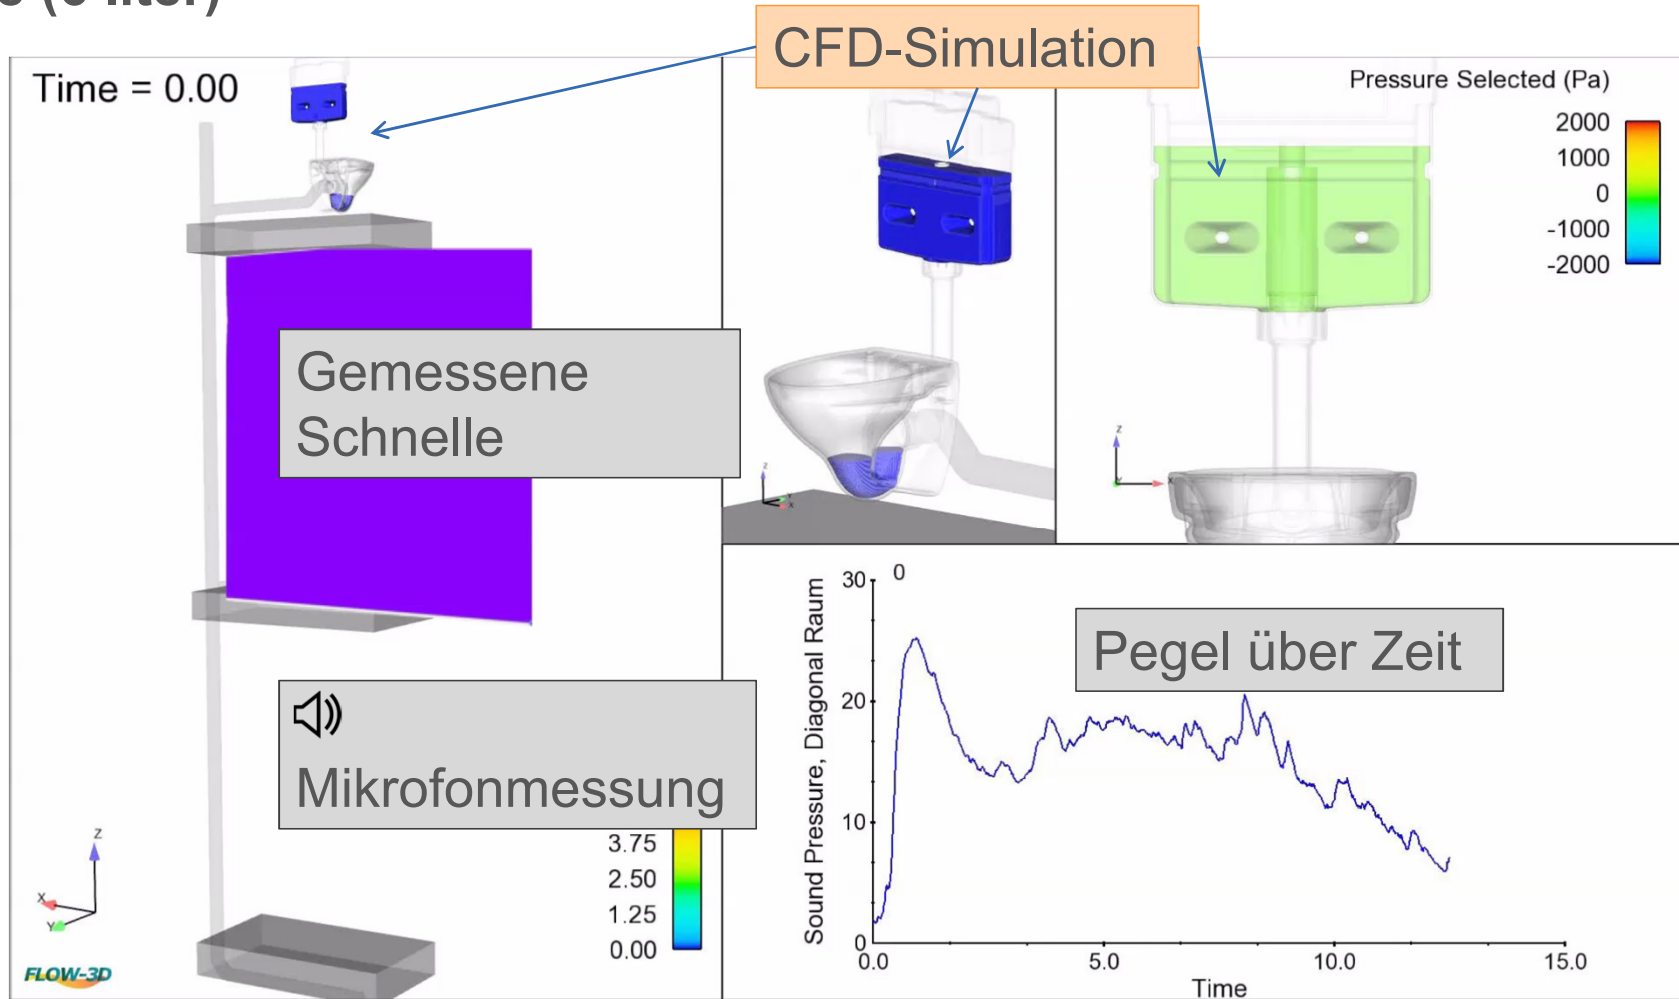 (6 liter)
CFD-Simulation
Time = 0.00
Pressure Selected (Pa)
2000
1000
0
-1000
-2000
Gemessene
Schnelle
z
x
Mikrofonmessung
3.75
2.50
1.25
0.00
z
x
Y
FLOW-3D
Sound Pressure, Diagonal Raum
30
20
10
0
0
Pegel über Zeit
0.0
5.0
10.0
15.0
Time